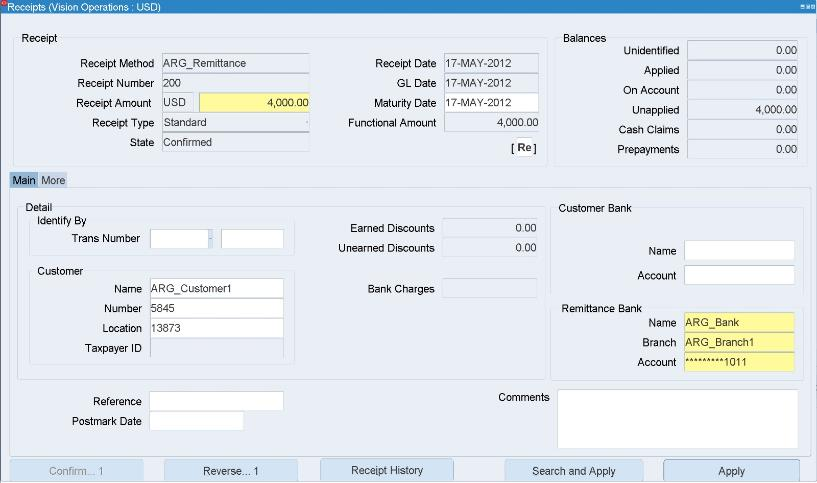 Receipts (Vision Operations : USD)
Receipt
Receipt Method ARG_Remittance
Receipt Number 200
Receipt Amount USD 4,000.00
Receipt Type Standard
State Confirmed
Receipt Date 17-MAY-2012
GL Date 17-MAY-2012
Maturity Date 17-MAY-2012
Functional Amount 4,000.00
[ Re ]
Balances
Unidentified 0.00
Applied 0.00
On Account 0.00
Unapplied 4,000.00
Cash Claims 0.00
Prepayments 0.00
Main More
Detail
Identify By
Trans Number -
Customer
Name ARG_Customer1
Number 5845
Location 13873
Taxpayer ID
Earned Discounts 0.00
Unearned Discounts 0.00
Bank Charges
Customer Bank
Name
Account
Remittance Bank
Name ARG_Bank
Branch ARG_Branch1
Account *********1011
Reference
Postmark Date
Comments
Confirm... 1 Reverse... 1 Receipt History Search and Apply Apply